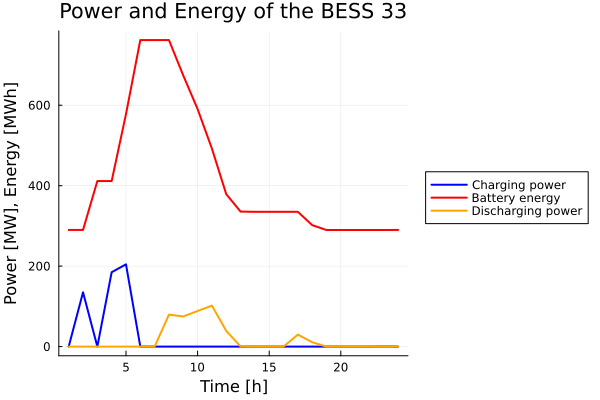 Power and Energy of the BESS 33
Power [MW], Energy [MWh]
600
400
200
0
5
10
15
20
Time [h]
Charging power
Battery energy
Discharging power